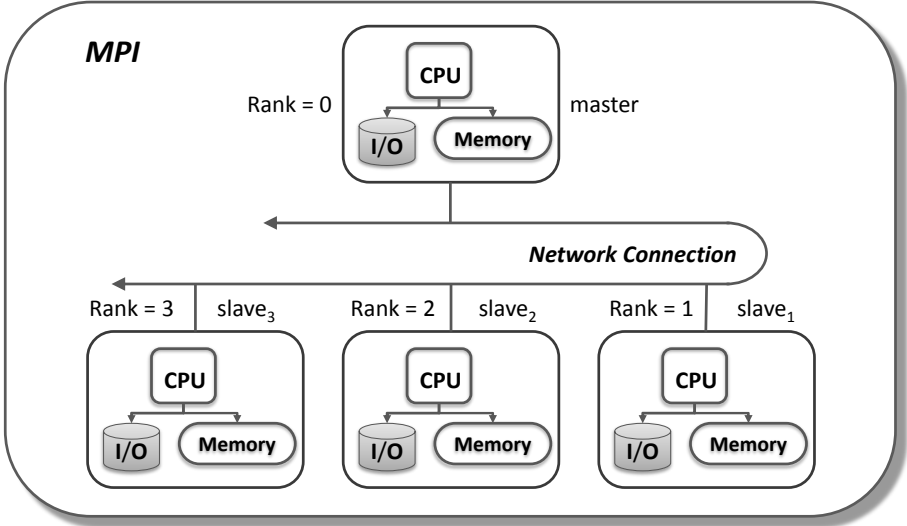 MPI
CPU
Rank = 0
master
I/O
Memory
Network Connection
Rank = 3
slave₃
Rank = 2
slave₂
Rank = 1
slave₁
CPU
CPU
CPU
I/O
Memory
I/O
Memory
I/O
Memory